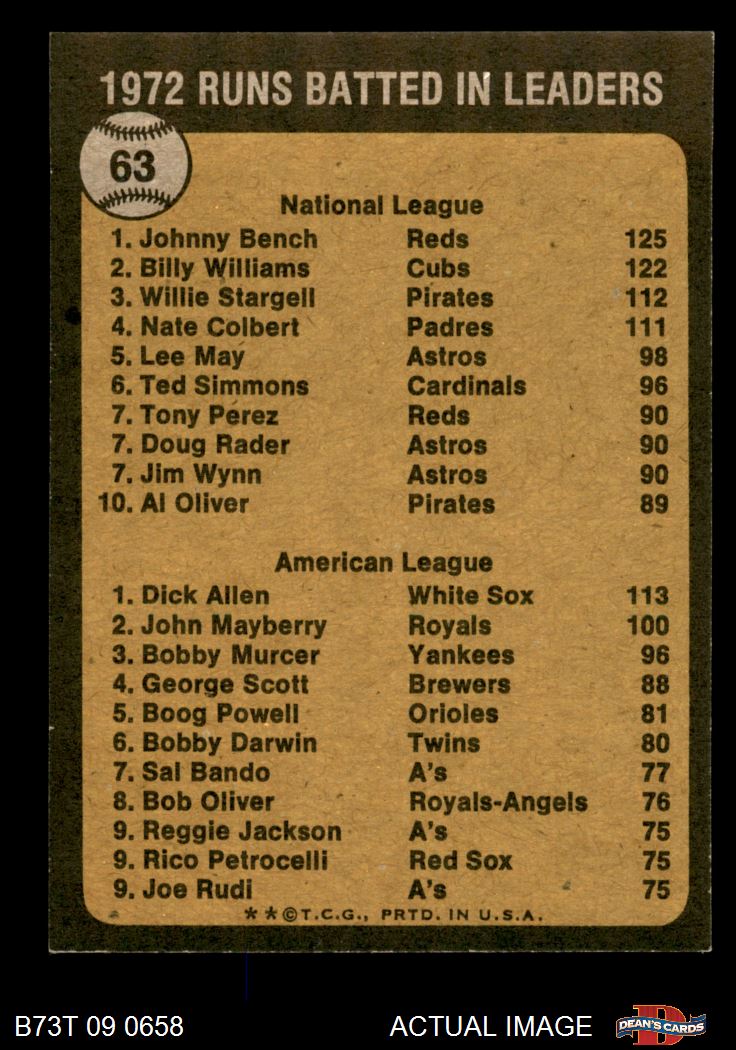 1972 RUNS BATTED IN LEADERS
63
National League
1. Johnny Bench Reds 125
2. Billy Williams Cubs 122
3. Willie Stargell Pirates 112
4. Nate Colbert Padres 111
5. Lee May Astros 98
6. Ted Simmons Cardinals 96
7. Tony Perez Reds 90
7. Doug Rader Astros 90
7. Jim Wynn Astros 90
10. Al Oliver Pirates 89
American League
1. Dick Allen White Sox 113
2. John Mayberry Royals 100
3. Bobby Murcer Yankees 96
4. George Scott Brewers 88
5. Boog Powell Orioles 81
6. Bobby Darwin Twins 80
7. Sal Bando A's 77
8. Bob Oliver Royals-Angels 76
9. Reggie Jackson A's 75
9. Rico Petrocelli Red Sox 75
9. Joe Rudi A's 75
* * ©T.C.G., PRTD. IN U.S.A.
B73T 09 0658 ACTUAL IMAGE D DEAN'S CARDS